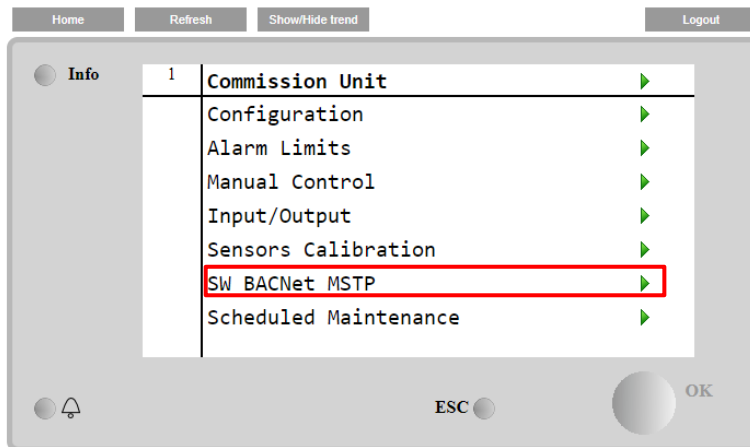 Home Refresh Show/Hide trend Logout
Info 1 Commission Unit
Configuration
Alarm Limits
Manual Control
Input/Output
Sensors Calibration
SW BACNet MSTP
Scheduled Maintenance
ESC OK